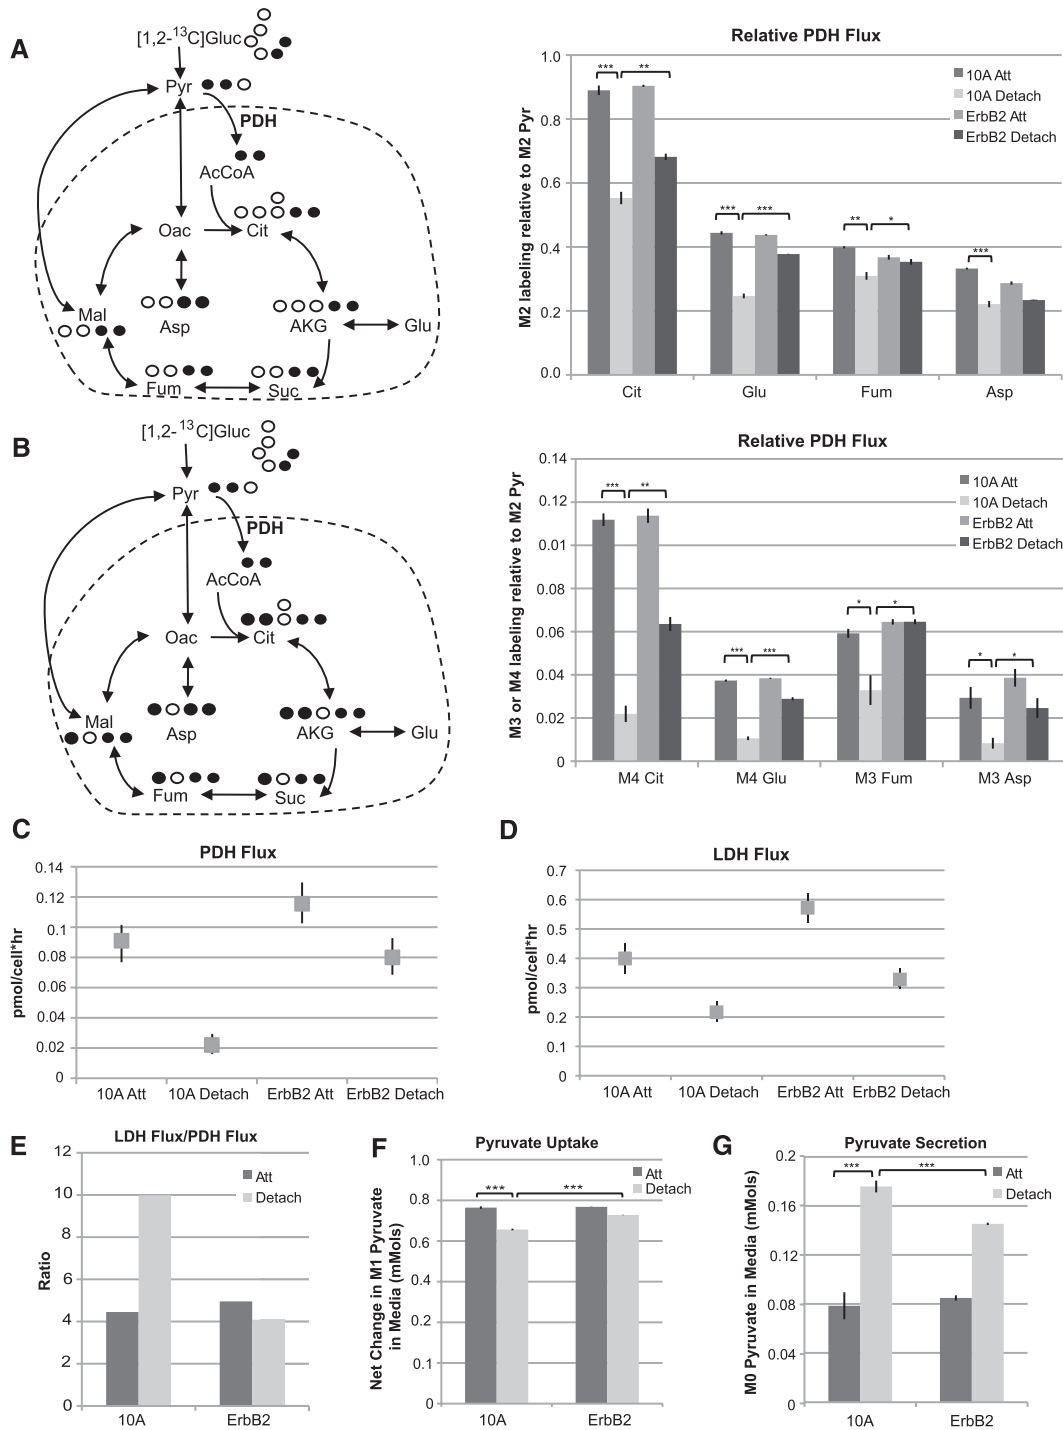 A
[1,2-13C]Gluc
Pyr
PDH
AcCoA
Oac
Cit
Mal
Asp
AKG
Glu
Fum
Suc
Relative PDH Flux
M2 labeling relative to M2 Pyr
1.0
0.8
0.6
0.4
0.2
0.0
*** **
*** ***
** *
***
10A Att
10A Detach
ErbB2 Att
ErbB2 Detach
Cit Glu Fum Asp
B
[1,2-13C]Gluc
Pyr
PDH
AcCoA
Oac
Cit
Mal
Asp
AKG
Glu
Fum
Suc
Relative PDH Flux
M3 or M4 labeling relative to M2 Pyr
0.14
0.12
0.01
0.08
0.06
0.04
0.02
0
*** **
*** ***
* *
* *
10A Att
10A Detach
ErbB2 Att
ErbB2 Detach
M4 Cit M4 Glu M3 Fum M3 Asp
C
PDH Flux
pmol/cell*hr
0.14
0.12
0.1
0.08
0.06
0.04
0.02
0
10A Att 10A Detach ErbB2 Att ErbB2 Detach
D
LDH Flux
pmol/cell*hr
0.7
0.6
0.5
0.4
0.3
0.2
0.1
0
10A Att 10A Detach ErbB2 Att ErbB2 Detach
E
LDH Flux/PDH Flux
Ratio
12
10
8
6
4
2
0
Att
Detach
10A ErbB2
F
Pyruvate Uptake
Net Change in M1 Pyruvate
in Media (mMols)
1.0
0.8
0.6
0.4
0.2
0.1
0
*** ***
Att
Detach
10A ErbB2
G
Pyruvate Secretion
M0 Pyruvate in Media (mMols)
0.2
0.16
0.12
0.08
0.04
0
*** ***
Att
Detach
10A ErbB2